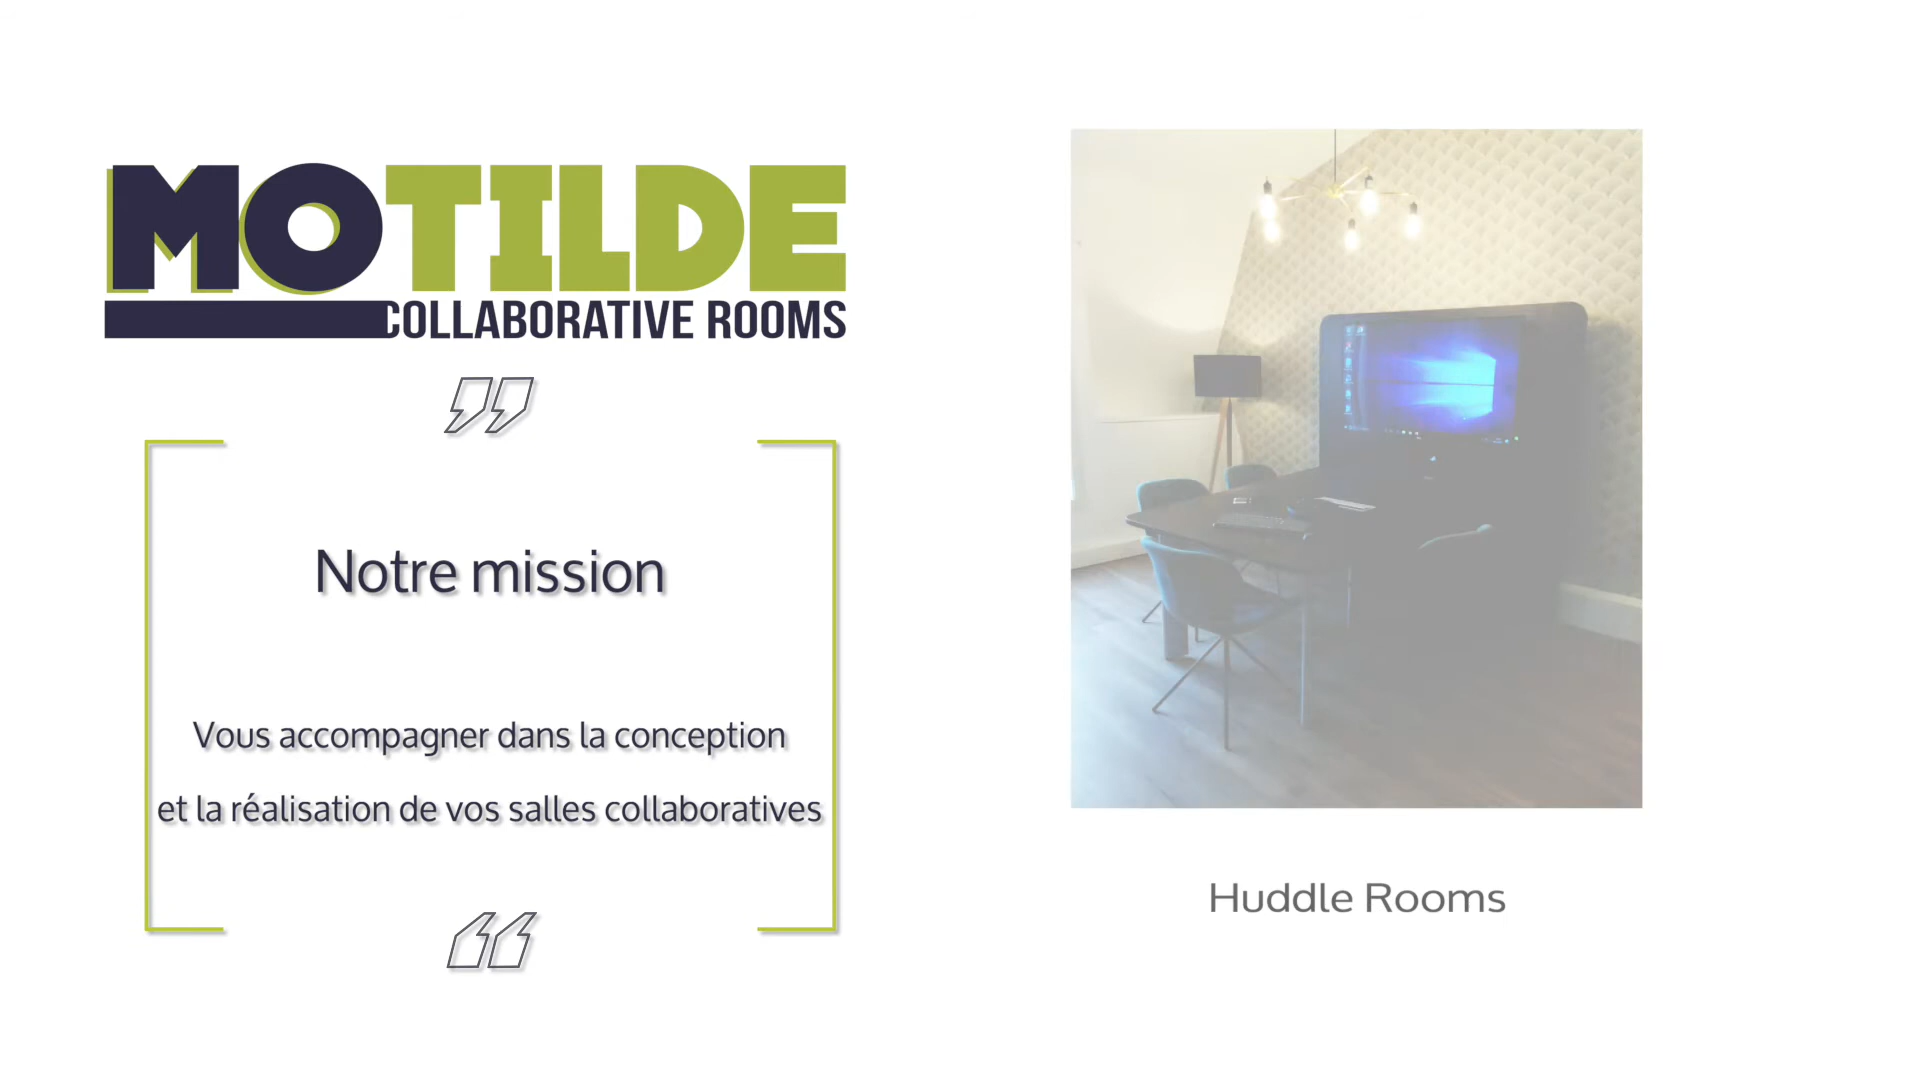 MOTILDE
COLLABORATIVE ROOMS
Notre mission
Vous accompagner dans la conception
et la réalisation de vos salles collaboratives
Huddle Rooms